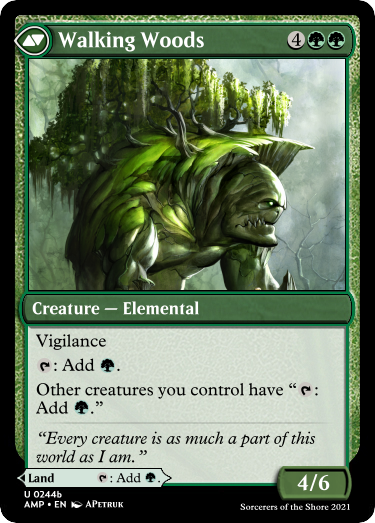 Walking Woods 4
Creature — Elemental
Vigilance
: Add .
Other creatures you control have “ :
Add .”
“Every creature is as much a part of this
world as I am.”
Land : Add .
4/6
U 0244b
AMP • EN APetruk
Sorcerers of the Shore 2021